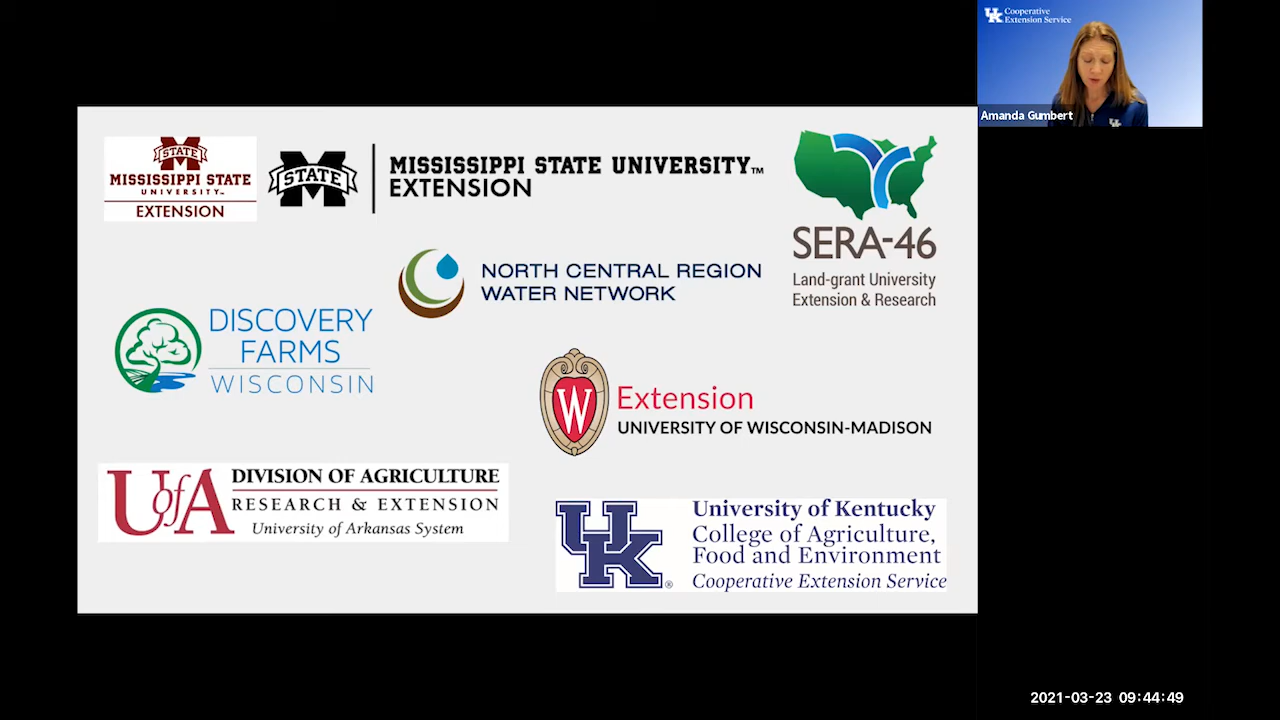 UK Cooperative
Extension Service
Amanda Gumbert
M
STATE
MISSISSIPPI STATE
UNIVERSITY™
EXTENSION
M
STATE
MISSISSIPPI STATE UNIVERSITY™
EXTENSION
SERA-46
Land-grant University
Extension & Research
NORTH CENTRAL REGION
WATER NETWORK
DISCOVERY
FARMS
WISCONSIN
W
Extension
UNIVERSITY OF WISCONSIN-MADISON
UofA
DIVISION OF AGRICULTURE
RESEARCH & EXTENSION
University of Arkansas System
UK®
University of Kentucky
College of Agriculture,
Food and Environment
Cooperative Extension Service
UK
2021-03-23 09:44:49